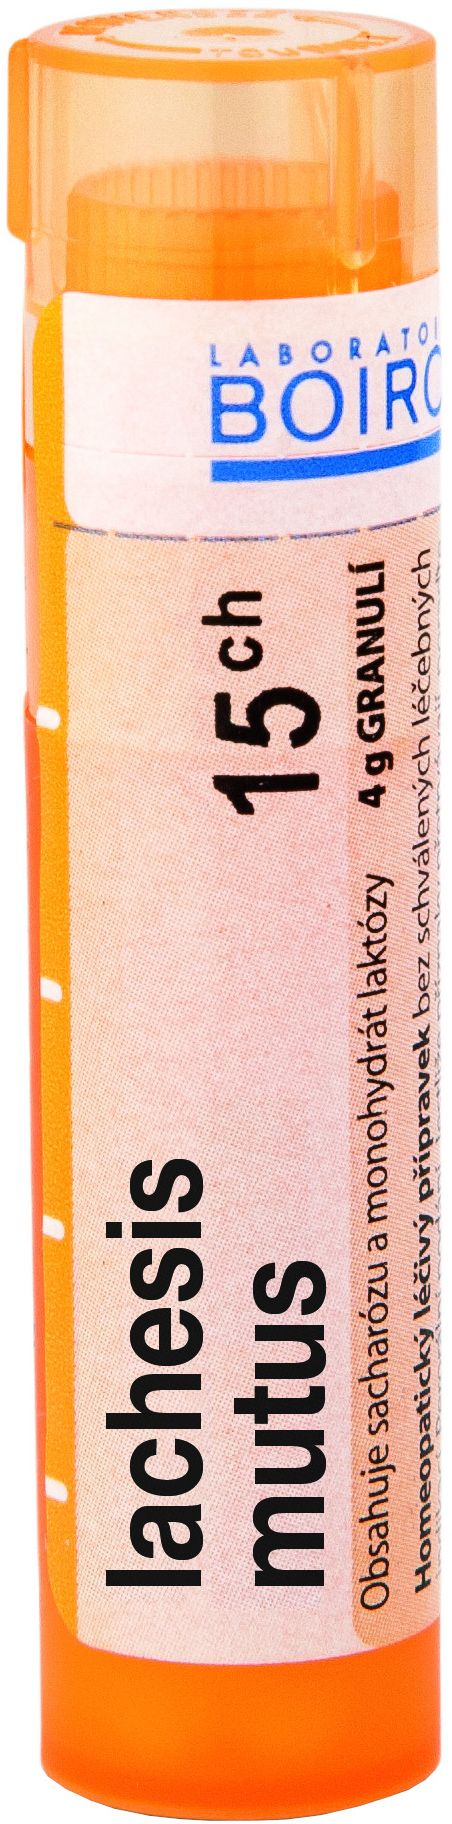 LABORATOI
BOIRO
15 ch
4 g GRANULÍ
lachesis
mutus
Obsahuje sacharózu a monohydrát laktózy
Homeopatický léčivý přípravek bez schválených léčebných